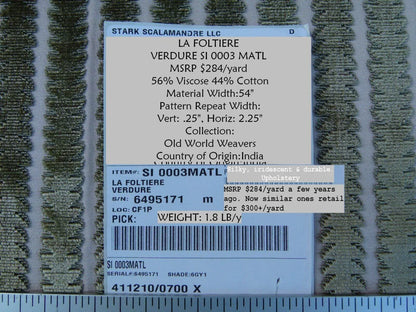 STARK SCALAMANDRE LLC D
LA FOLTIERE
VERDURE SI 0003 MATL
MSRP $284/yard
56% Viscose 44% Cotton
Material Width:54"
Pattern Repeat Width:
Vert: .25", Horiz: 2.25"
Collection:
Old World Weavers
Country of Origin:India
ITEM#: SI 0003MATL
Silky, iridescent & durable
Upholstery
LA FOLTIERE
VERDURE
S/N: 6495171 m
MSRP $284/yard a few years
ago. Now similar ones retail
for $300+/yard
LOC: CF1P
PICK:
WEIGHT: 1.8 LB/y
SI 0003MATL
SERIAL#:6495171 SHADE:6GY1
411210/0700 X